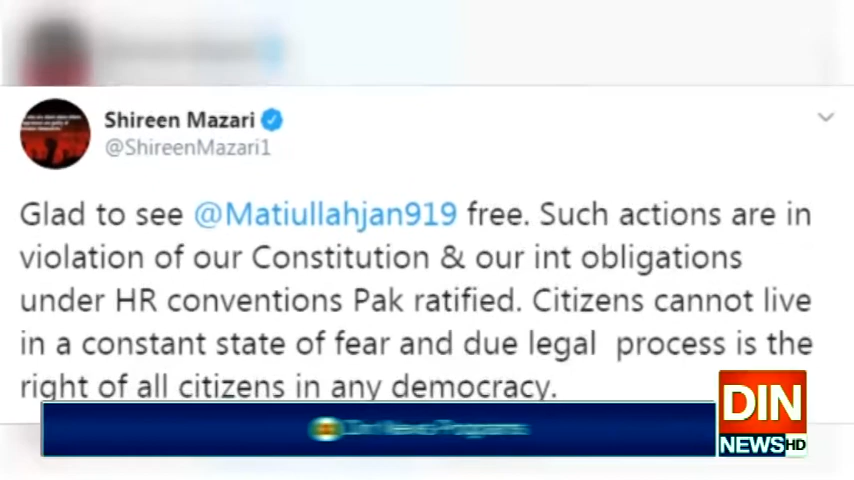 Shireen Mazari
@ShireenMazari1
Glad to see @Matiullahjan919 free. Such actions are in
violation of our Constitution & our int obligations
under HR conventions Pak ratified. Citizens cannot live
in a constant state of fear and due legal process is the
right of all citizens in any democracy.
DIN
NEWS HD